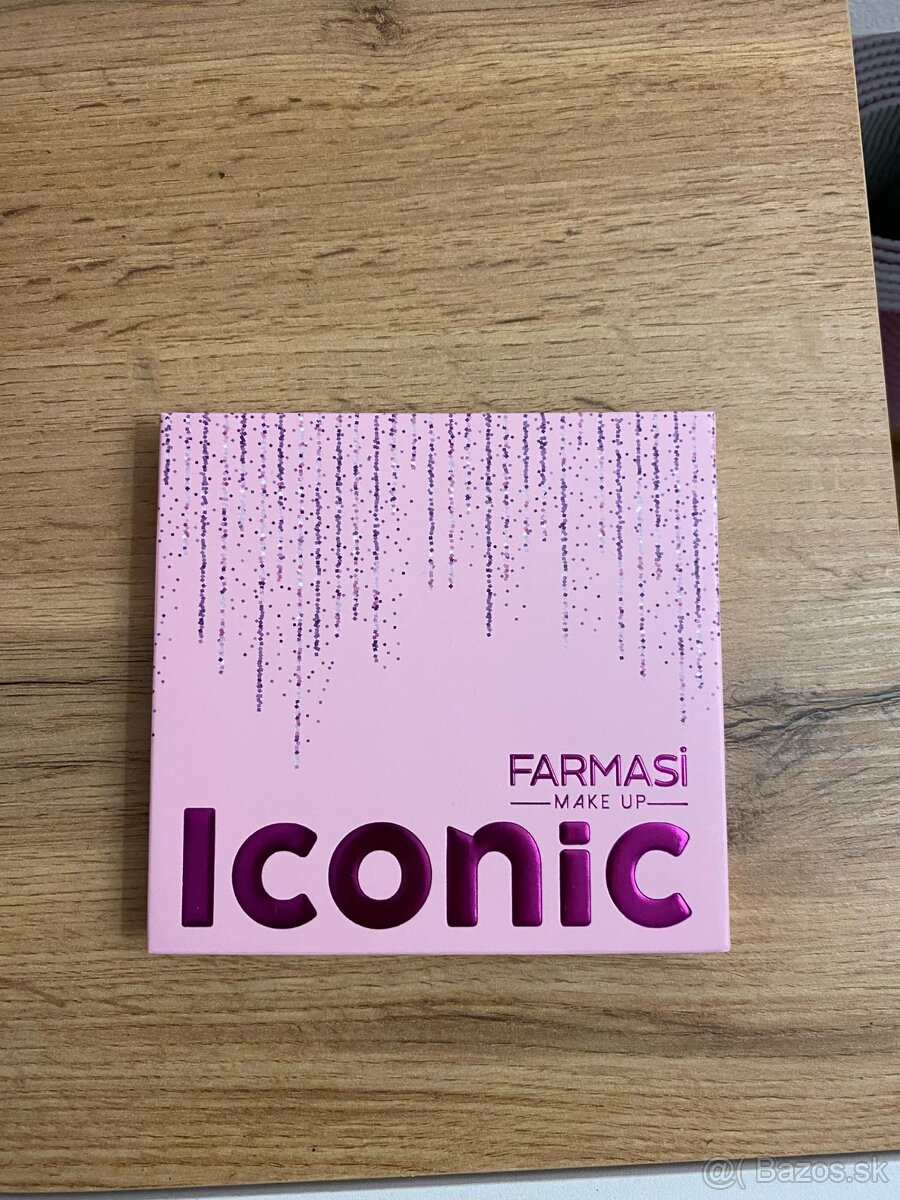 FARMASİ
MAKE UP
Iconic
@( Bazos.sk